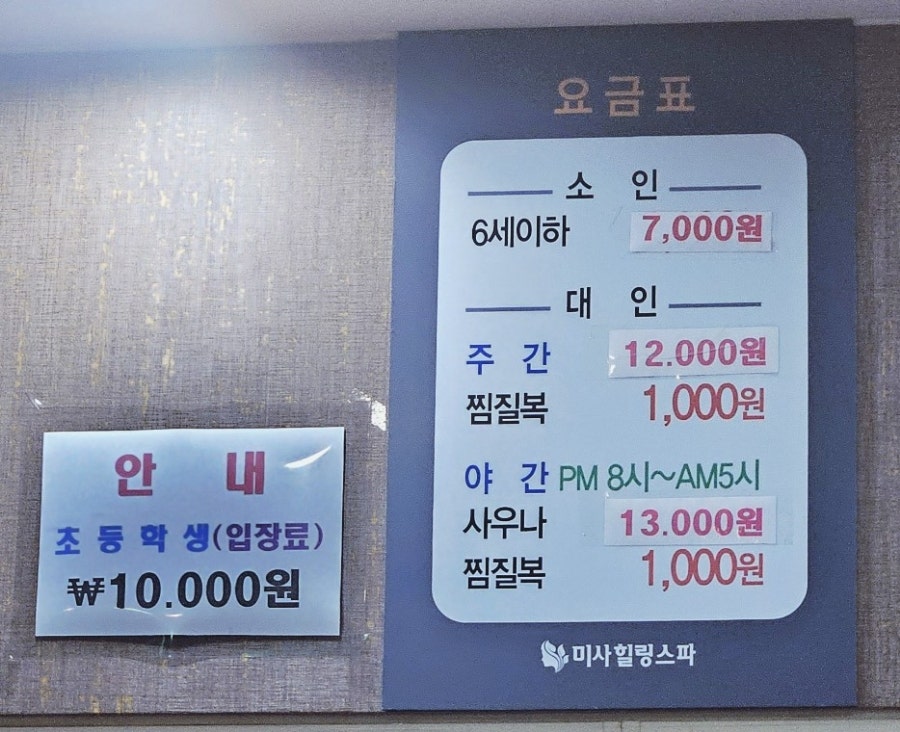 요금표
소 인
6세이하 7,000원
대 인
주 간 12.000원
찜질복 1,000원
야 간 PM 8시~AM5시
사우나 13.000원
찜질복 1,000원
미사힐링스파
안 내
초 등 학 생(입장료)
₩10.000원